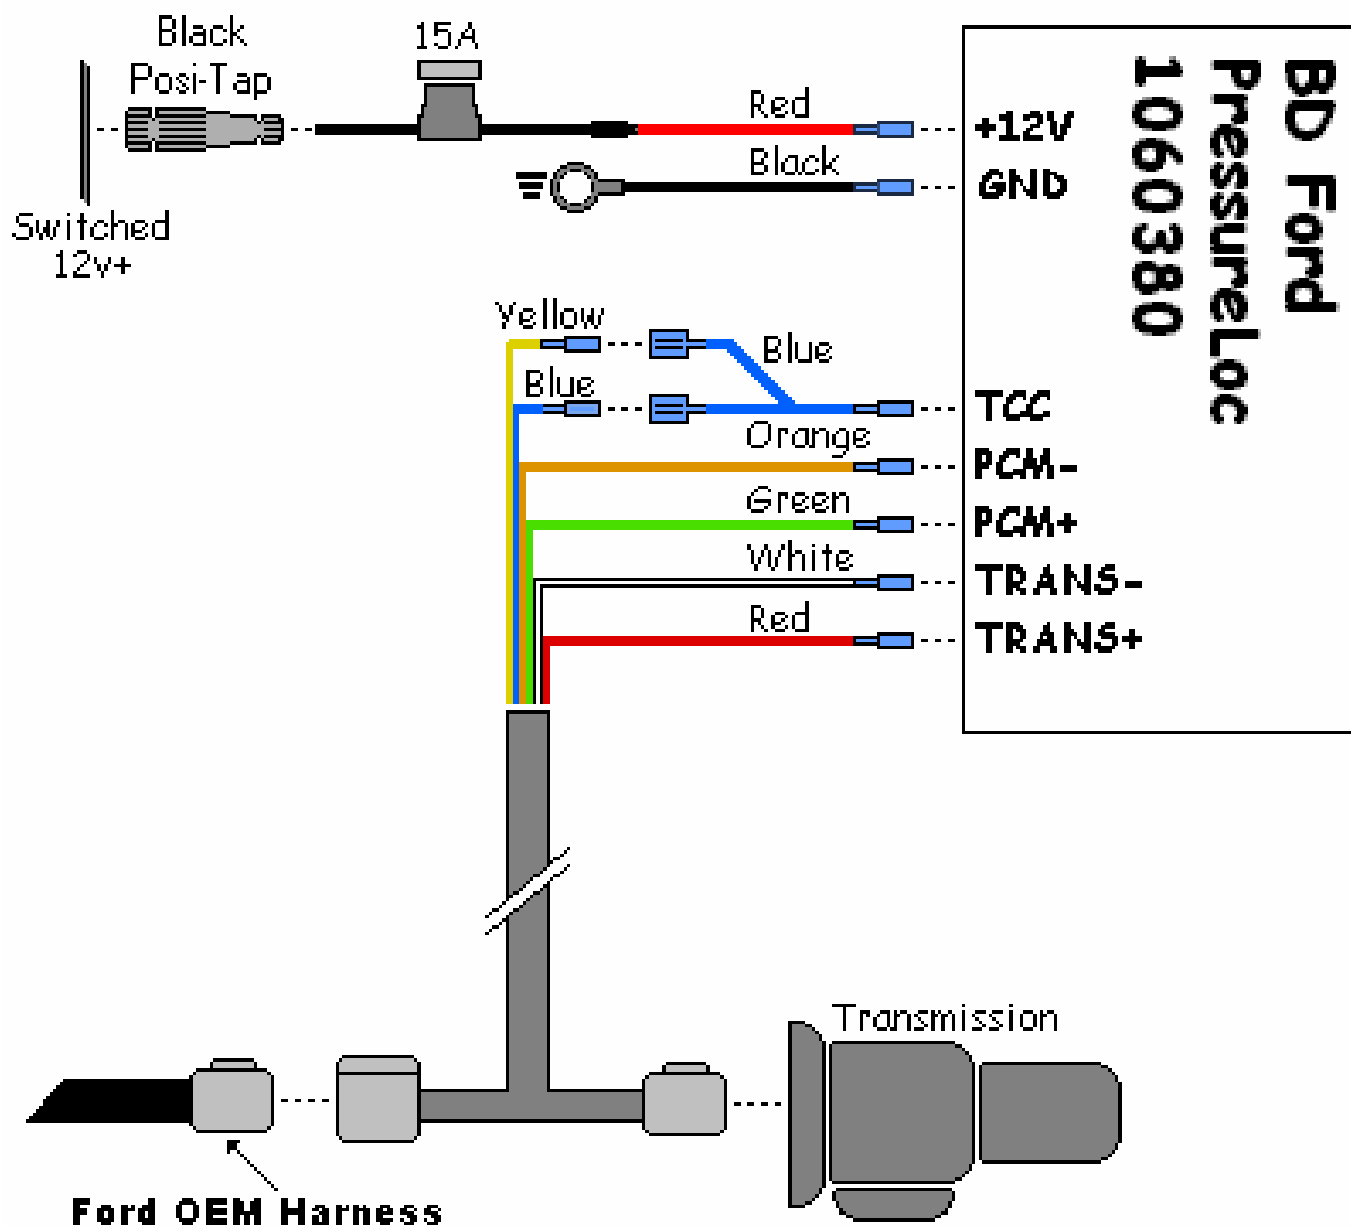 Black
Posi-Tap
15A
Switched
12v+
Red
Black
+12V
GND
BD Ford
PressureLoc
1060380
Yellow
Blue
Blue
TCC
Orange
PCM-
Green
PCM+
White
TRANS-
Red
TRANS+
Transmission
Ford OEM Harness